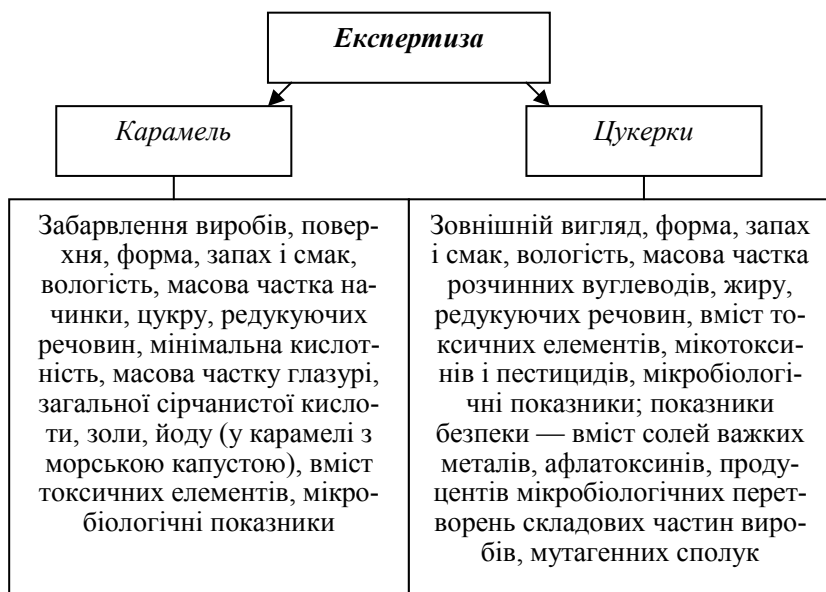 Експертиза
Карамель
Цукерки
Забарвлення виробів, повер-
хня, форма, запах і смак,
вологість, масова частка на-
чинки, цукру, редукуючих
речовин, мінімальна кислот-
ність, масова частку глазурі,
загальної сірчанистої кисло-
ти, золи, йоду (у карамелі з
морською капустою), вміст
токсичних елементів, мікро-
біологічні показники
Зовнішній вигляд, форма, запах
і смак, вологість, масова частка
розчинних вуглеводів, жиру,
редукуючих речовин, вміст то-
ксичних елементів, мікотокси-
нів і пестицидів, мікробіологі-
чні показники; показники
безпеки — вміст солей важких
металів, афлатоксинів, проду-
центів мікробіологічних перет-
ворень складових частин виро-
бів, мутагенних сполук